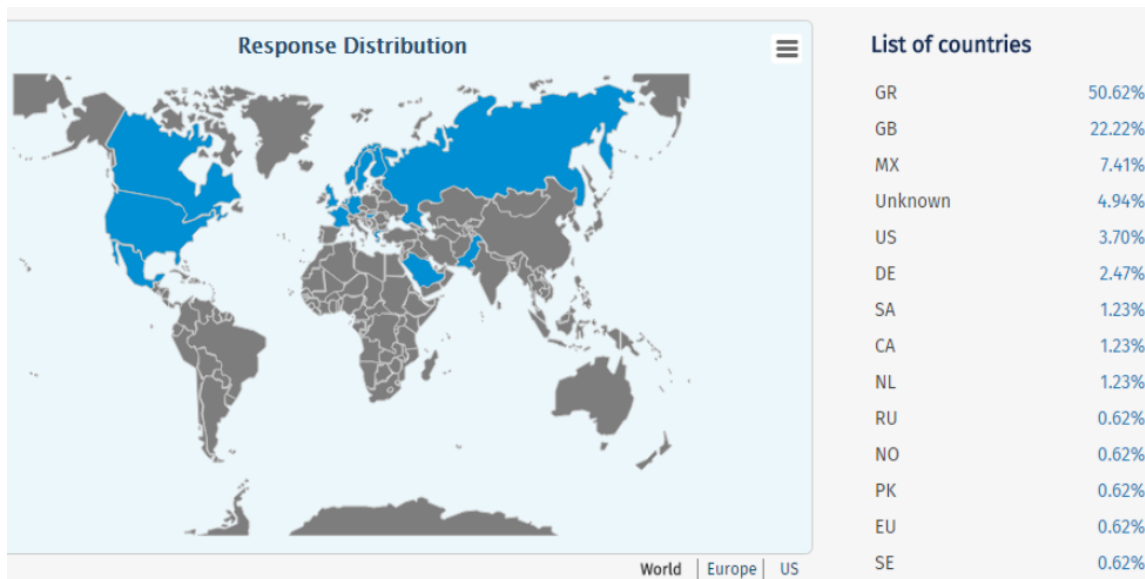 Response Distribution
List of countries
GR 50.62%
GB 22.22%
MX 7.41%
Unknown 4.94%
US 3.70%
DE 2.47%
SA 1.23%
CA 1.23%
NL 1.23%
RU 0.62%
NO 0.62%
PK 0.62%
EU 0.62%
SE 0.62%
World | Europe | US